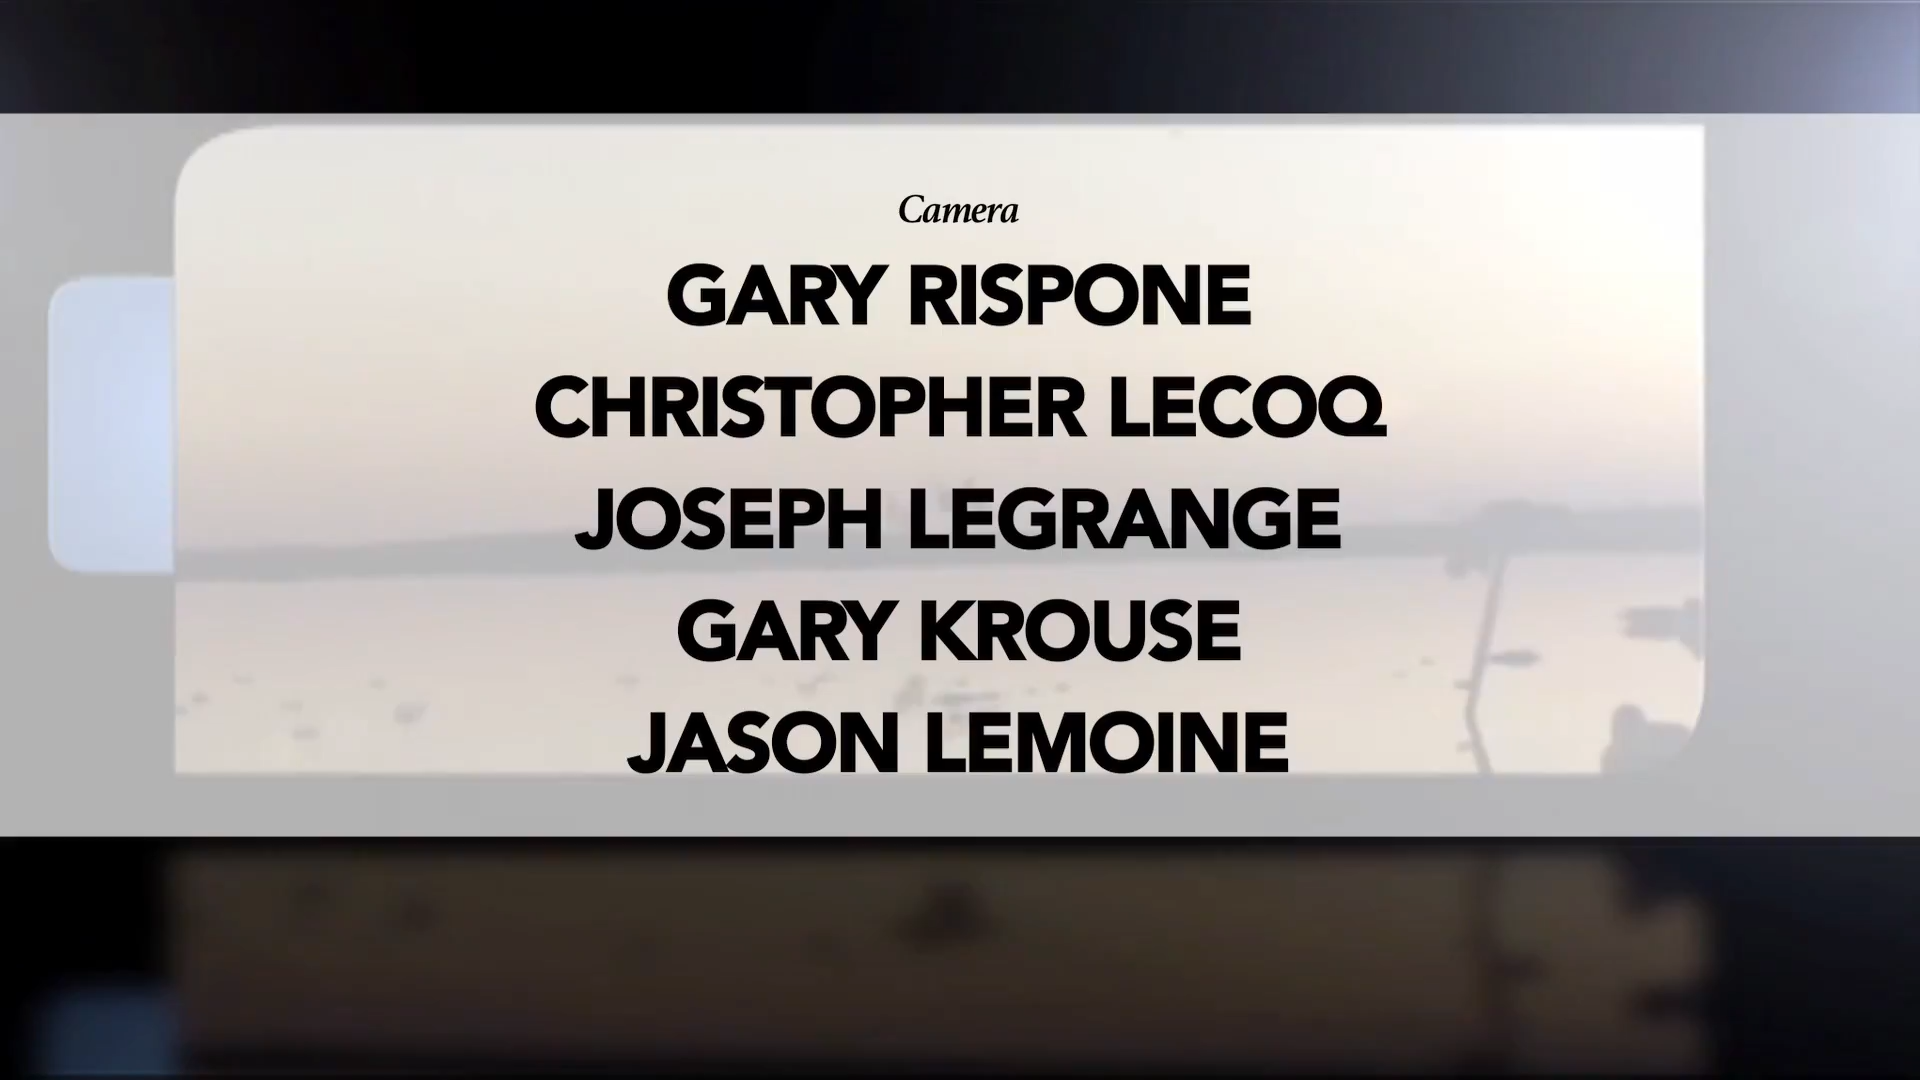 Camera
GARY RISPONE
CHRISTOPHER LECOQ
JOSEPH LEGRANGE
GARY KROUSE
JASON LEMOINE